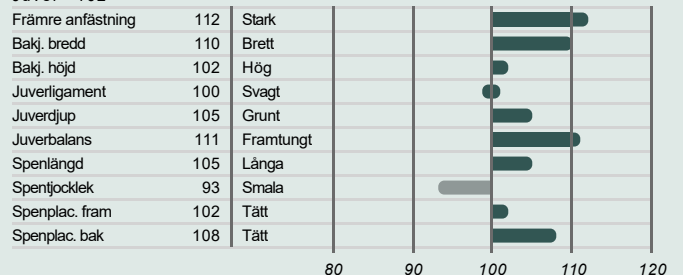 Främre anfästning 112 Stark
Bakj. bredd 110 Brett
Bakj. höjd 102 Hög
Juverligament 100 Svagt
Juverdjup 105 Grunt
Juverbalans 111 Framtungt
Spenlängd 105 Långa
Spentjocklek 93 Smala
Spenplac. fram 102 Tätt
Spenplac. bak 108 Tätt
80 90 100 110 120